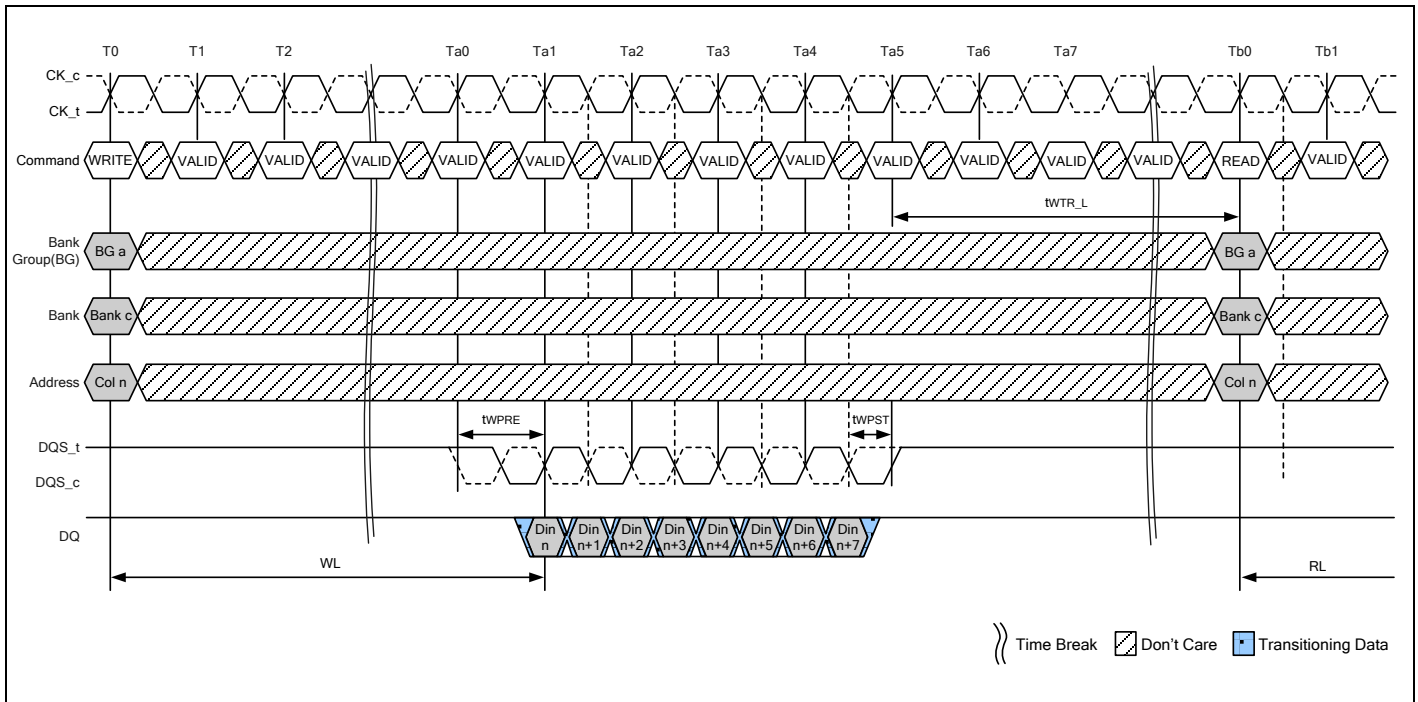 T0 T1 T2 Ta0 Ta1 Ta2 Ta3 Ta4 Ta5 Ta6 Ta7 Tb0 Tb1
CK_c
CK_t
Command WRITE VALID VALID VALID VALID VALID VALID VALID VALID VALID VALID VALID VALID READ VALID
tWTR_L
Bank
Group(BG) BG a BG a
Bank Bank c Bank c
Address Col n Col n
tWPRE tWPST
DQS_t
DQS_c
DQ Din n Din n+1 Din n+2 Din n+3 Din n+4 Din n+5 Din n+6 Din n+7
WL RL
Time Break Don't Care Transitioning Data